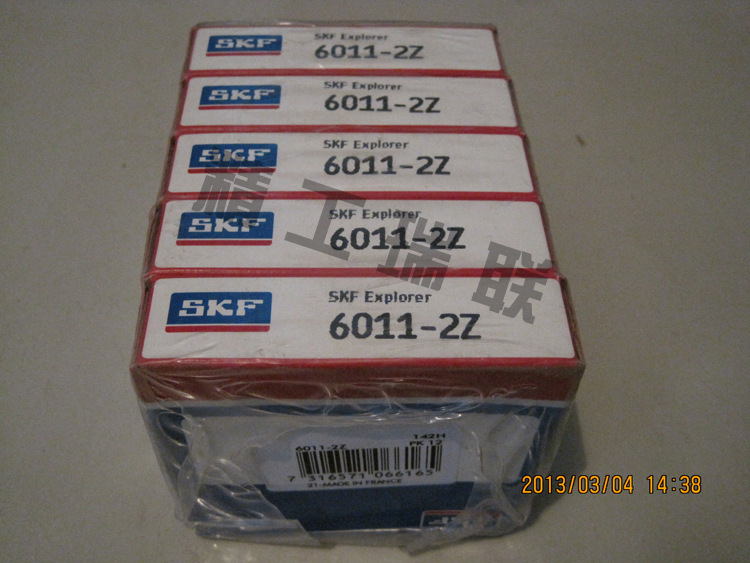 SKF
SKF Explorer
6011-2Z
SKF
SKF Explorer
6011-2Z
SKF
SKF Explorer
6011-2Z
SKF
SKF Explorer
6011-2Z
SKF
SKF Explorer
6011-2Z
精工瑞联
142H
6011-2Z PK 12
7 316571 066165
21-MADE IN FRANCE
2013/03/04 14:38